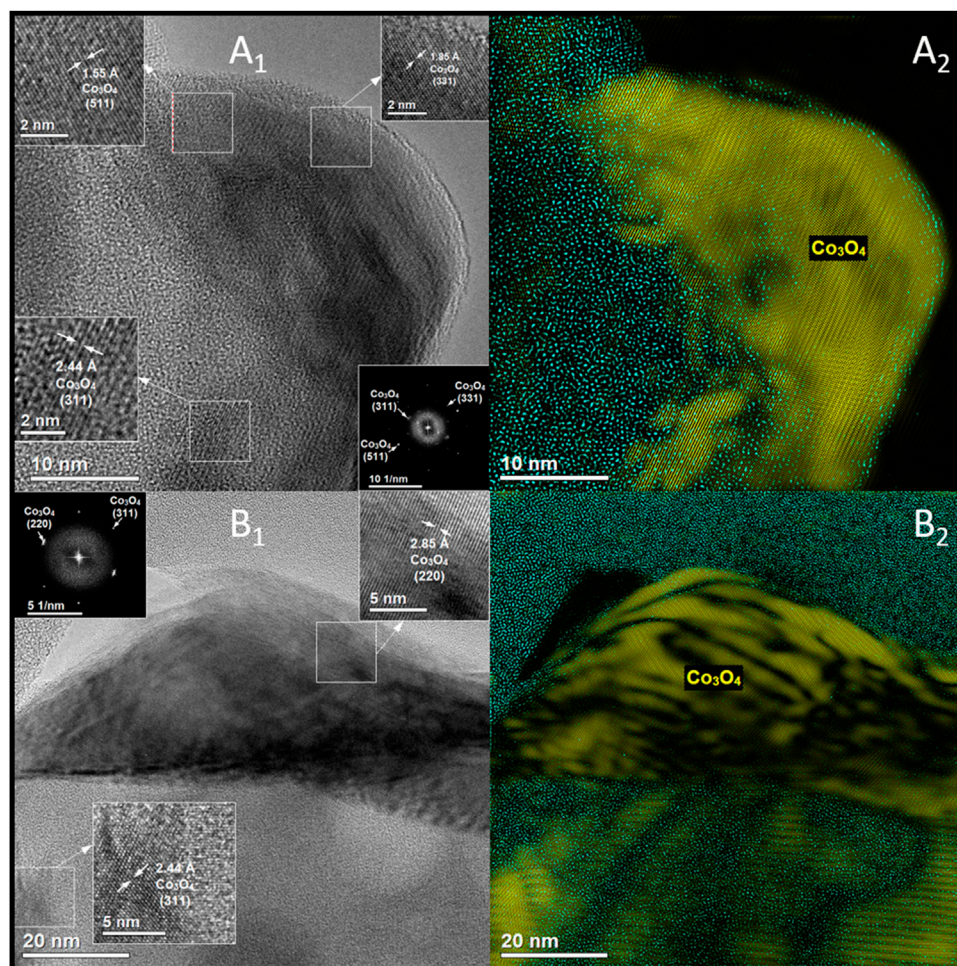 A1
1.55 Å
Co3O4
(511)
2 nm
1.85 Å
Co3O4
(331)
2 nm
2.44 Å
Co3O4
(311)
2 nm
10 nm
Co3O4
(311)
Co3O4
(331)
Co3O4
(511)
10 1/nm
A2
Co3O4
10 nm
B1
Co3O4
(220)
Co3O4
(311)
5 1/nm
2.85 Å
Co3O4
(220)
5 nm
2.44 Å
Co3O4
(311)
5 nm
20 nm
B2
Co3O4
20 nm